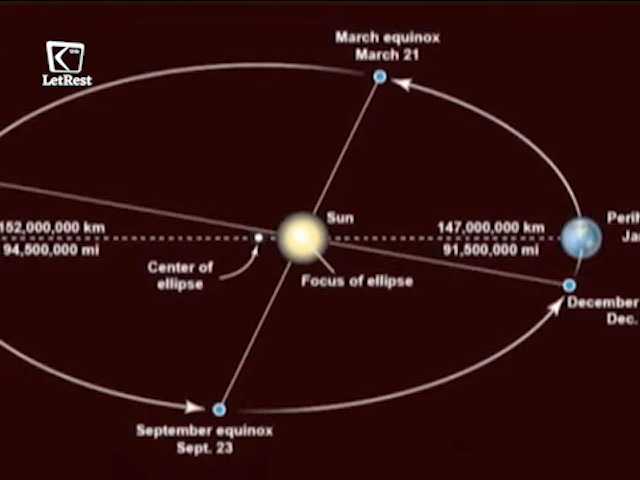 LetRest
March equinox
March 21
Sun
152,000,000 km
94,500,000 mi
147,000,000 km
91,500,000 mi
Center of
ellipse
Focus of ellipse
December
Dec.
September equinox
Sept. 23